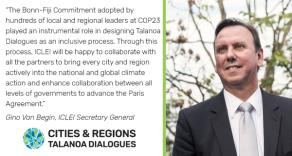 "The Bonn-Fiji Commitment adopted by
hundreds of local and regional leaders at COP23
played an instrumental role in designing Talanoa
Dialogues as an inclusive process. Through this
process, ICLEI will be happy to collaborate with
all the partners to bring every city and region
actively into the national and global climate
action and enhance collaboration between all
levels of governments to advance the Paris
Agreement."
Gino Van Begin, ICLEI Secretary General
CITIES & REGIONS
TALANOA DIALOGUES